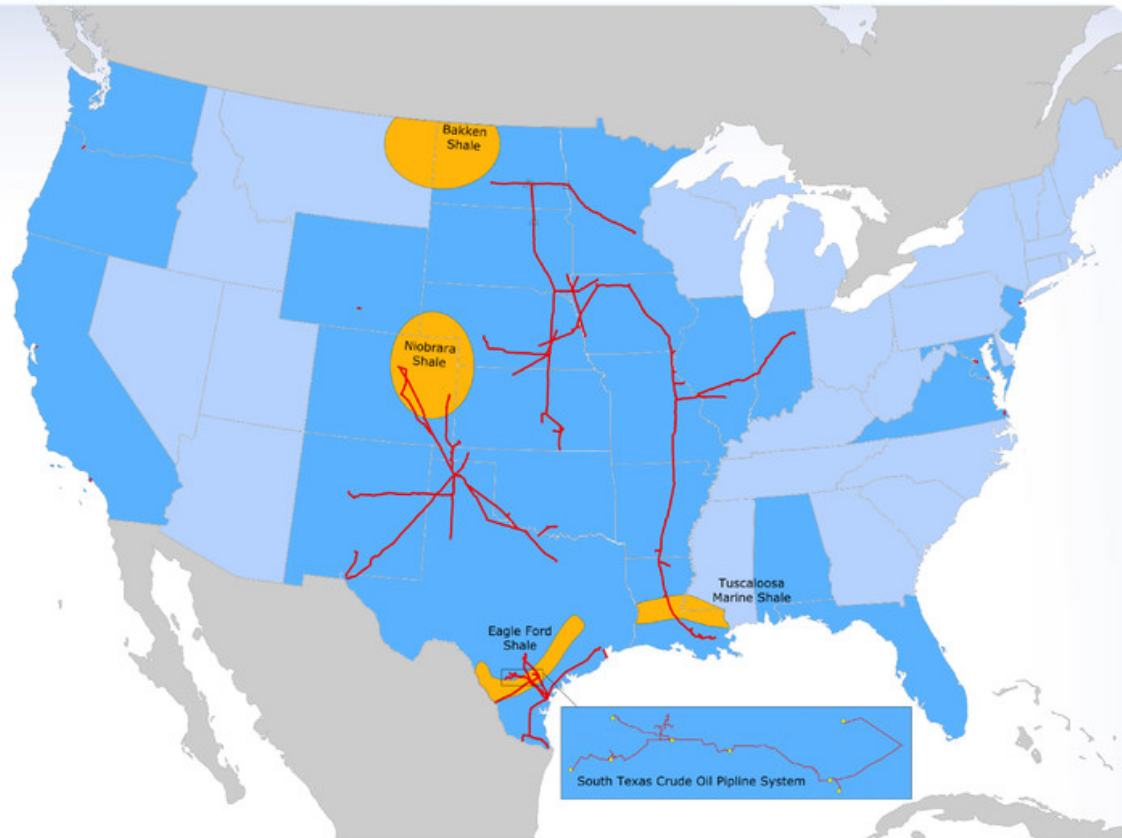 Bakken
Shale
Niobrara
Shale
Tuscaloosa
Marine Shale
Eagle Ford
Shale
South Texas Crude Oil Pipline System